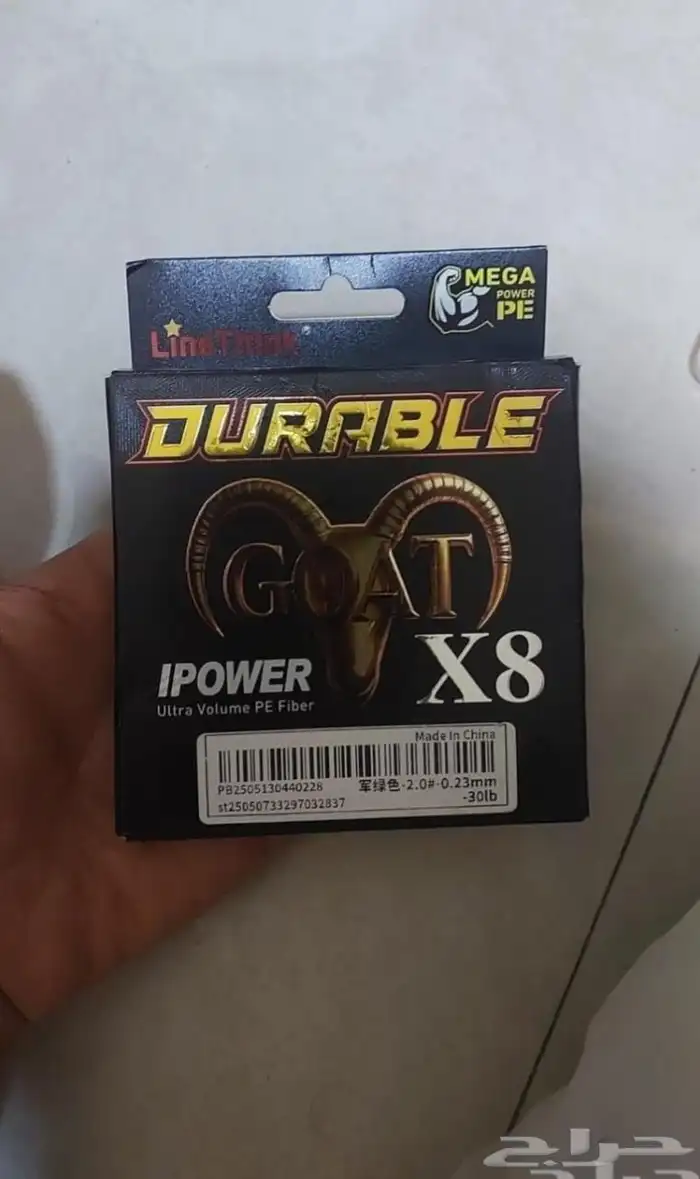 MEGA
POWER
PE
LineThink
DURABLE
GOAT
IPOWER
X8
Ultra Volume PE Fiber
Made In China
PB2505130440228
军绿色-2.0#-0.23mm
-30lb
st25050733297032837
حراج